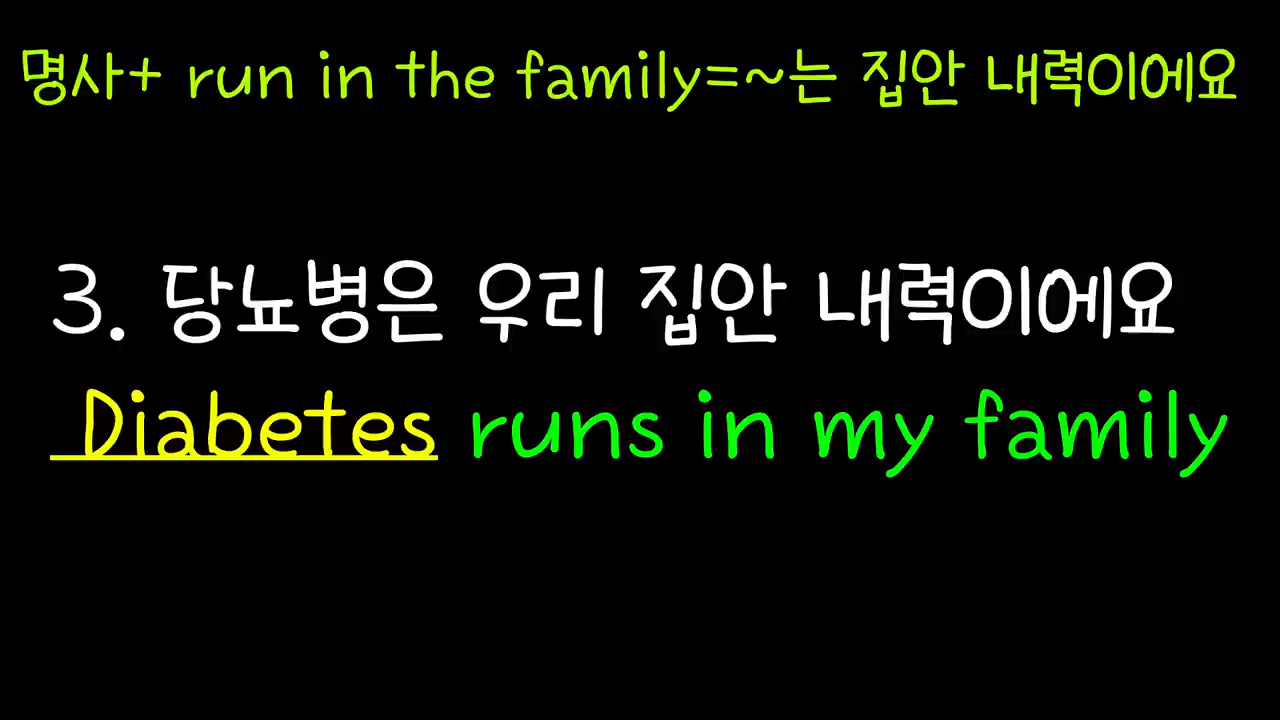 명사+ run in the family=~는 집안 내력이에요
3. 당뇨병은 우리 집안 내력이에요
Diabetes runs in my family